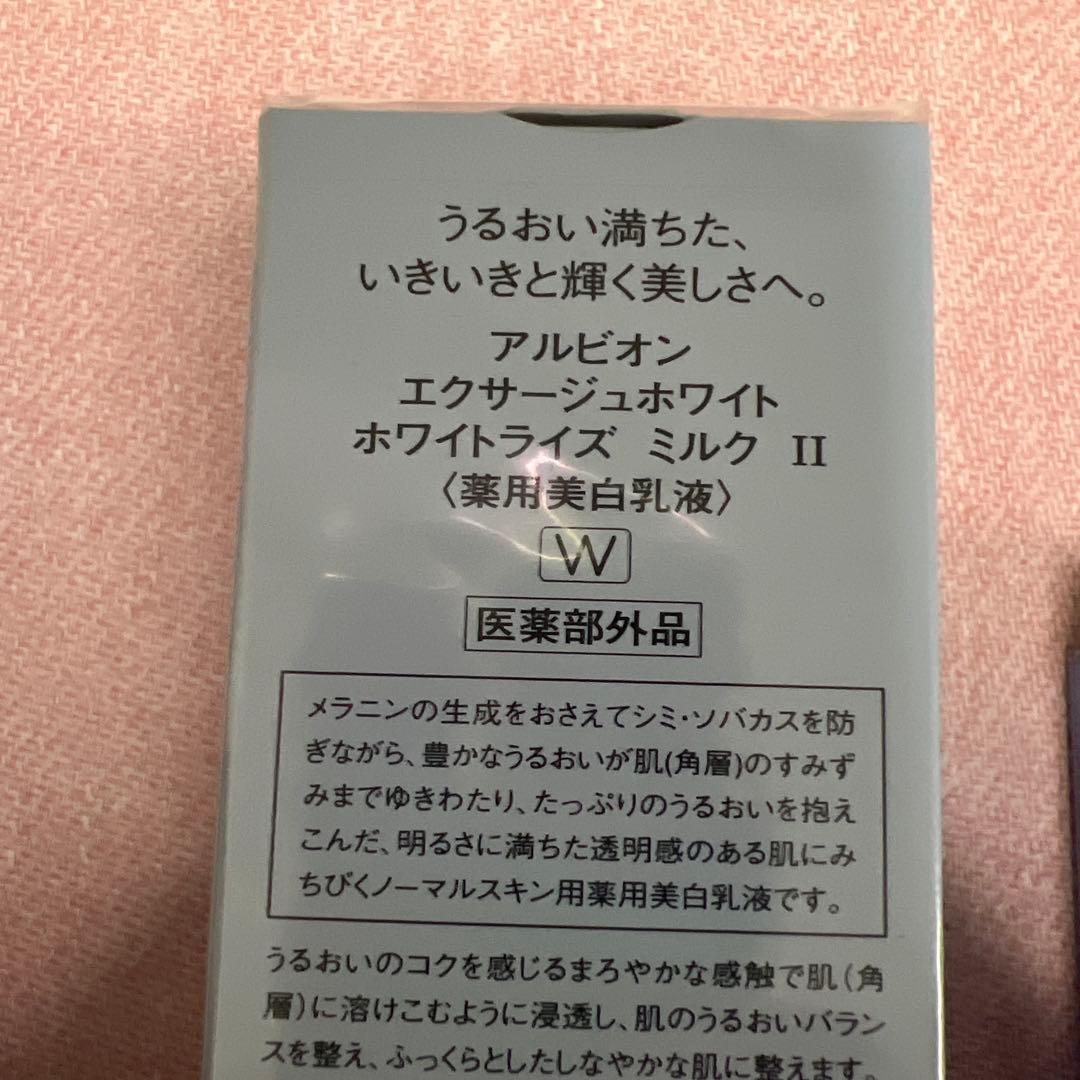 うるおい満ちた、
いきいきと輝く美しさへ。
アルビオン
エクサージュホワイト
ホワイトライズ ミルク II
〈薬用美白乳液〉
W
医薬部外品
メラニンの生成をおさえてシミ・ソバカスを防
ぎながら、豊かなうるおいが肌(角層)のすみず
みまでゆきわたり、たっぷりのうるおいを抱え
こんだ、明るさに満ちた透明感のある肌にみ
ちびくノーマルスキン用薬用美白乳液です。
うるおいのコクを感じるまろやかな感触で肌(角
層)に溶けこむように浸透し、肌のうるおいバラン
スを整え、ふっくらとしたしなやかな肌に整えます。